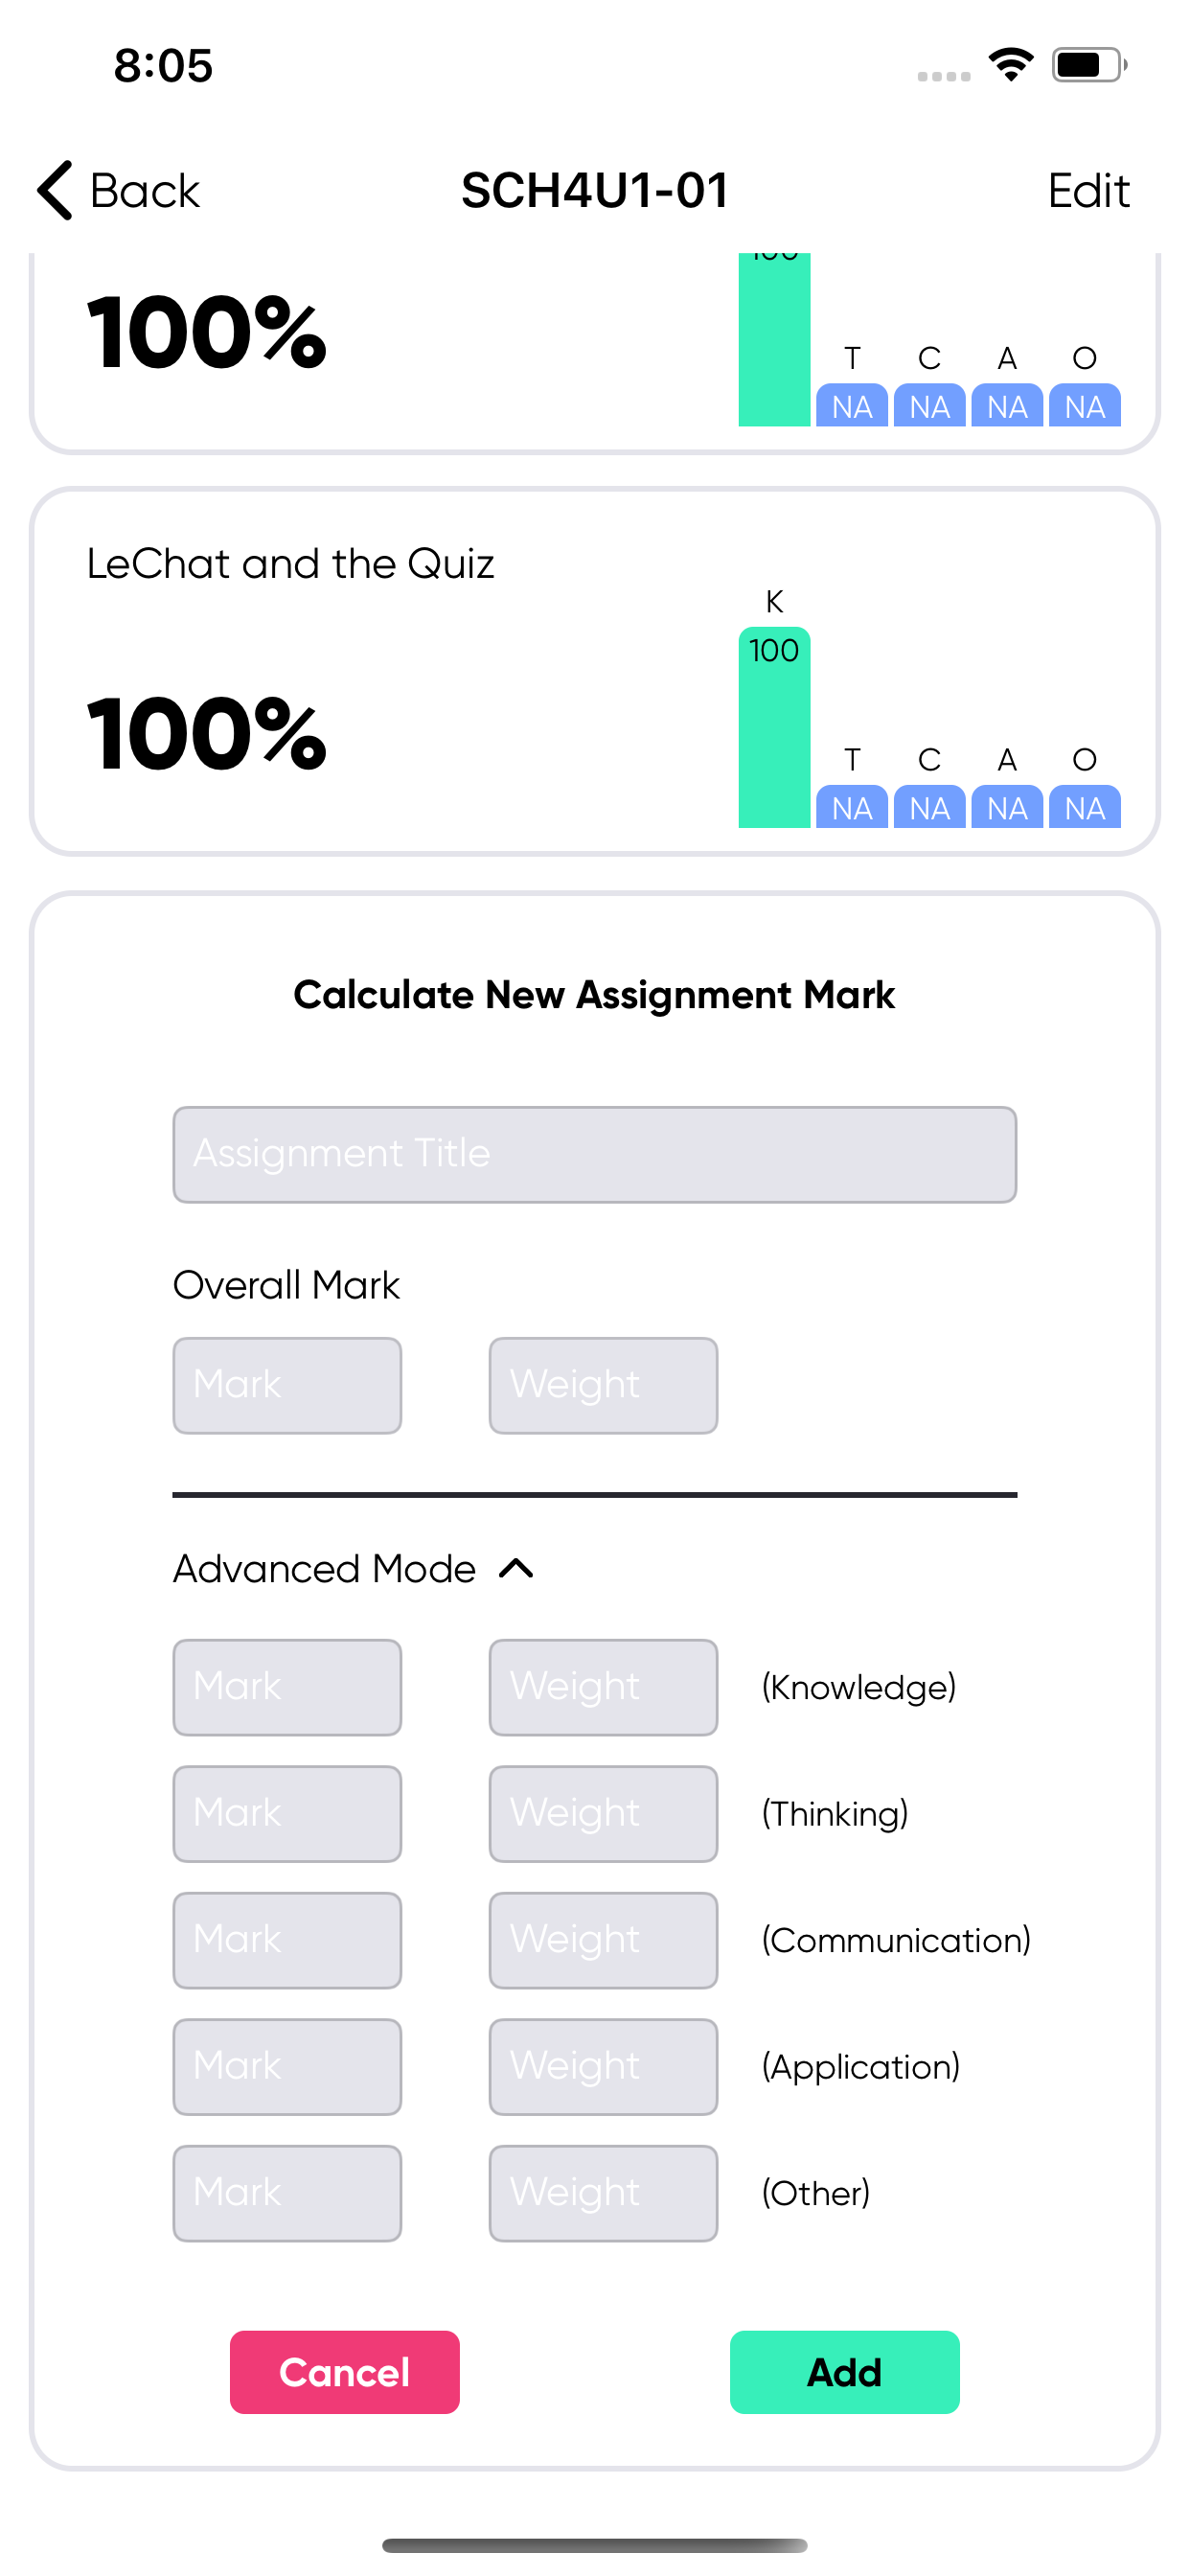 8:05
Back SCH4U1-01 Edit
100%
100
T C A O
NA NA NA NA
LeChat and the Quiz
K
100
100%
T C A O
NA NA NA NA
Calculate New Assignment Mark
Assignment Title
Overall Mark
Mark Weight
Advanced Mode
Mark Weight (Knowledge)
Mark Weight (Thinking)
Mark Weight (Communication)
Mark Weight (Application)
Mark Weight (Other)
Cancel Add